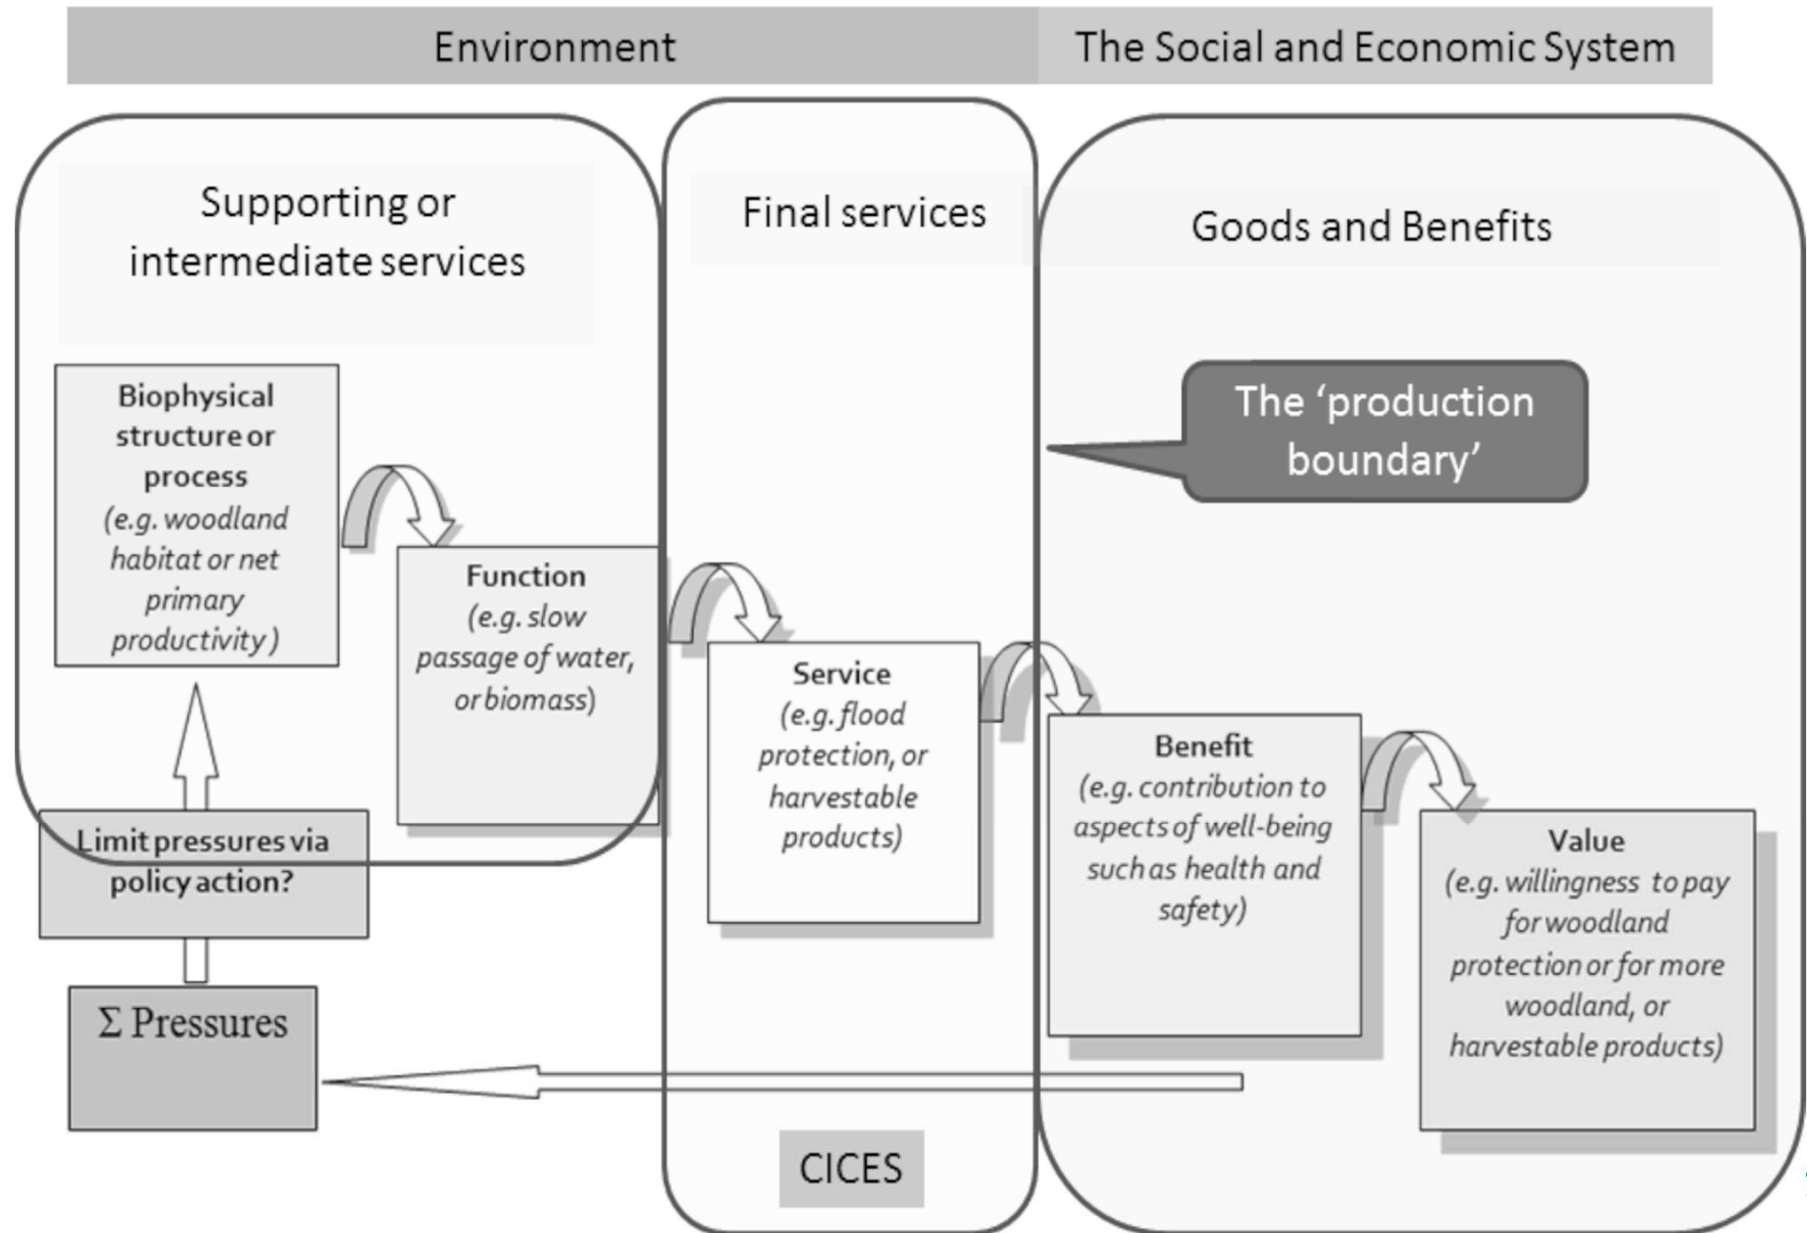 Environment
The Social and Economic System
Supporting or
intermediate services
Final services
Goods and Benefits
The ‘production
boundary’
Biophysical
structure or
process
(e.g. woodland
habitat or net
primary
productivity)
Function
(e.g. slow
passage of water,
or biomass)
Service
(e.g. flood
protection, or
harvestable
products)
Benefit
(e.g. contribution to
aspects of well-being
such as health and
safety)
Value
(e.g. willingness to pay
for woodland
protection or for more
woodland, or
harvestable products)
Limit pressures via
policy action?
Σ Pressures
CICES